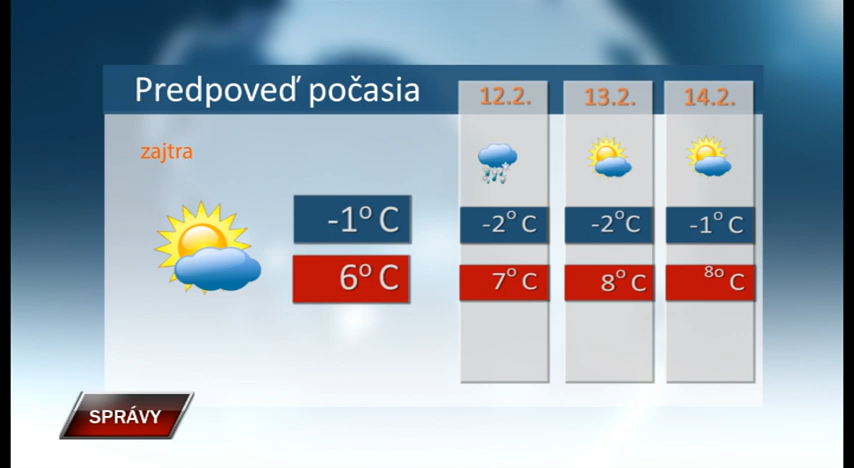 Predpoveď počasia
zajtra
-1° C
6° C
12.2. 13.2. 14.2.
-2° C -2°C -1° C
7° C 8° C 8° C
SPRÁVY